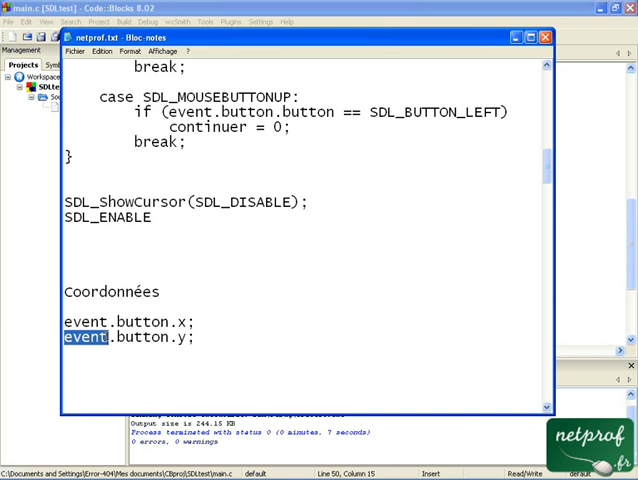 main.c [SDLtest] - Code::Blocks 8.02
File Edit View Search Project Build Debug wxSmith Tools Plugins Settings Help
netprof.txt - Bloc-notes
Fichier Edition Format Affichage ?
Management
Projects Symb
Workspace
SDLte
Sou
break;
case SDL_MOUSEBUTTONUP:
if (event.button.button == SDL_BUTTON_LEFT)
continuer = 0;
break;
}
SDL_ShowCursor(SDL_DISABLE);
SDL_ENABLE
Coordonnées
event.button.x;
event.button.y;
Output size is 244.15 KB
Process terminated with status 0 (0 minutes, 7 seconds)
0 errors, 0 warnings
netprof
.fr
C:\Documents and Settings\Error-404\Mes documents\CBproj\SDLtest\main.c default Line 50, Column 15 Insert Read/Write default